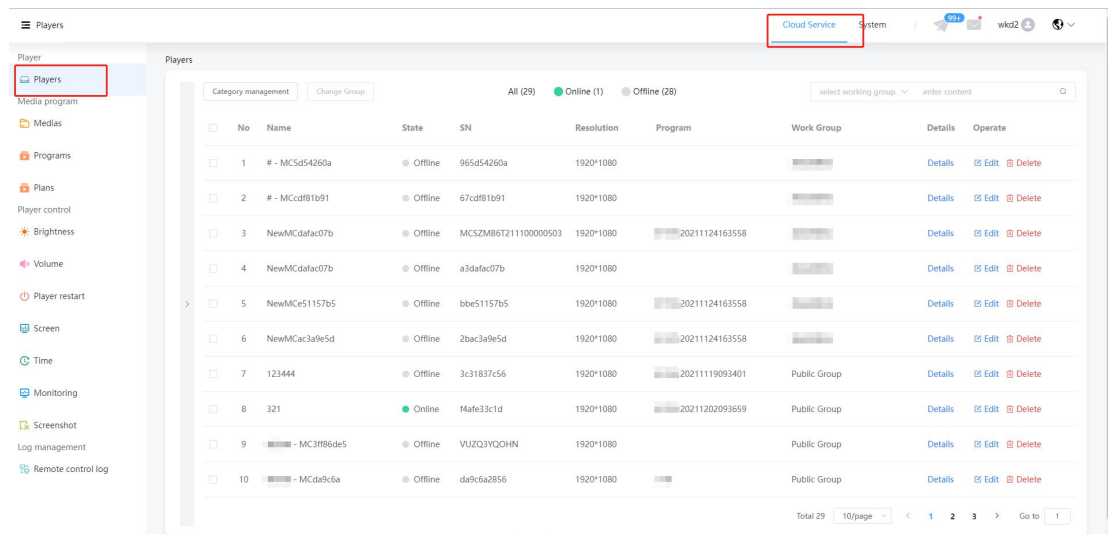 Players Cloud Service System 99+ wkd2
Player
Players
Players
Media program
Medias
Programs
Plans
Player control
Brightness
Volume
Player restart
Screen
Time
Monitoring
Screenshot
Log management
Remote control log
Category management Change Group All (29) Online (1) Offline (28) select working group enter content
No Name State SN Resolution Program Work Group Details Operate
1 # - MC5d54260a Offline 965d54260a 1920*1080 Details Edit Delete
2 # - MCcdf81b91 Offline 67cdf81b91 1920*1080 Details Edit Delete
3 NewMCdafac07b Offline MCSZMB6T211100000503 1920*1080 20211124163558 Details Edit Delete
4 NewMCdafac07b Offline a3dafac07b 1920*1080 Details Edit Delete
5 NewMCe51157b5 Offline bbe51157b5 1920*1080 20211124163558 Details Edit Delete
6 NewMCac3a9e5d Offline 2bac3a9e5d 1920*1080 20211124163558 Details Edit Delete
7 123444 Offline 3c31837c56 1920*1080 20211119093401 Public Group Details Edit Delete
8 321 Online f4afe33c1d 1920*1080 20211202093659 Public Group Details Edit Delete
9 - MC3ff86de5 Offline VUZQ3YQOHN 1920*1080 Public Group Details Edit Delete
10 - MCda9c6a Offline da9c6a2856 1920*1080 Public Group Details Edit Delete
Total 29 10/page < 1 2 3 > Go to 1